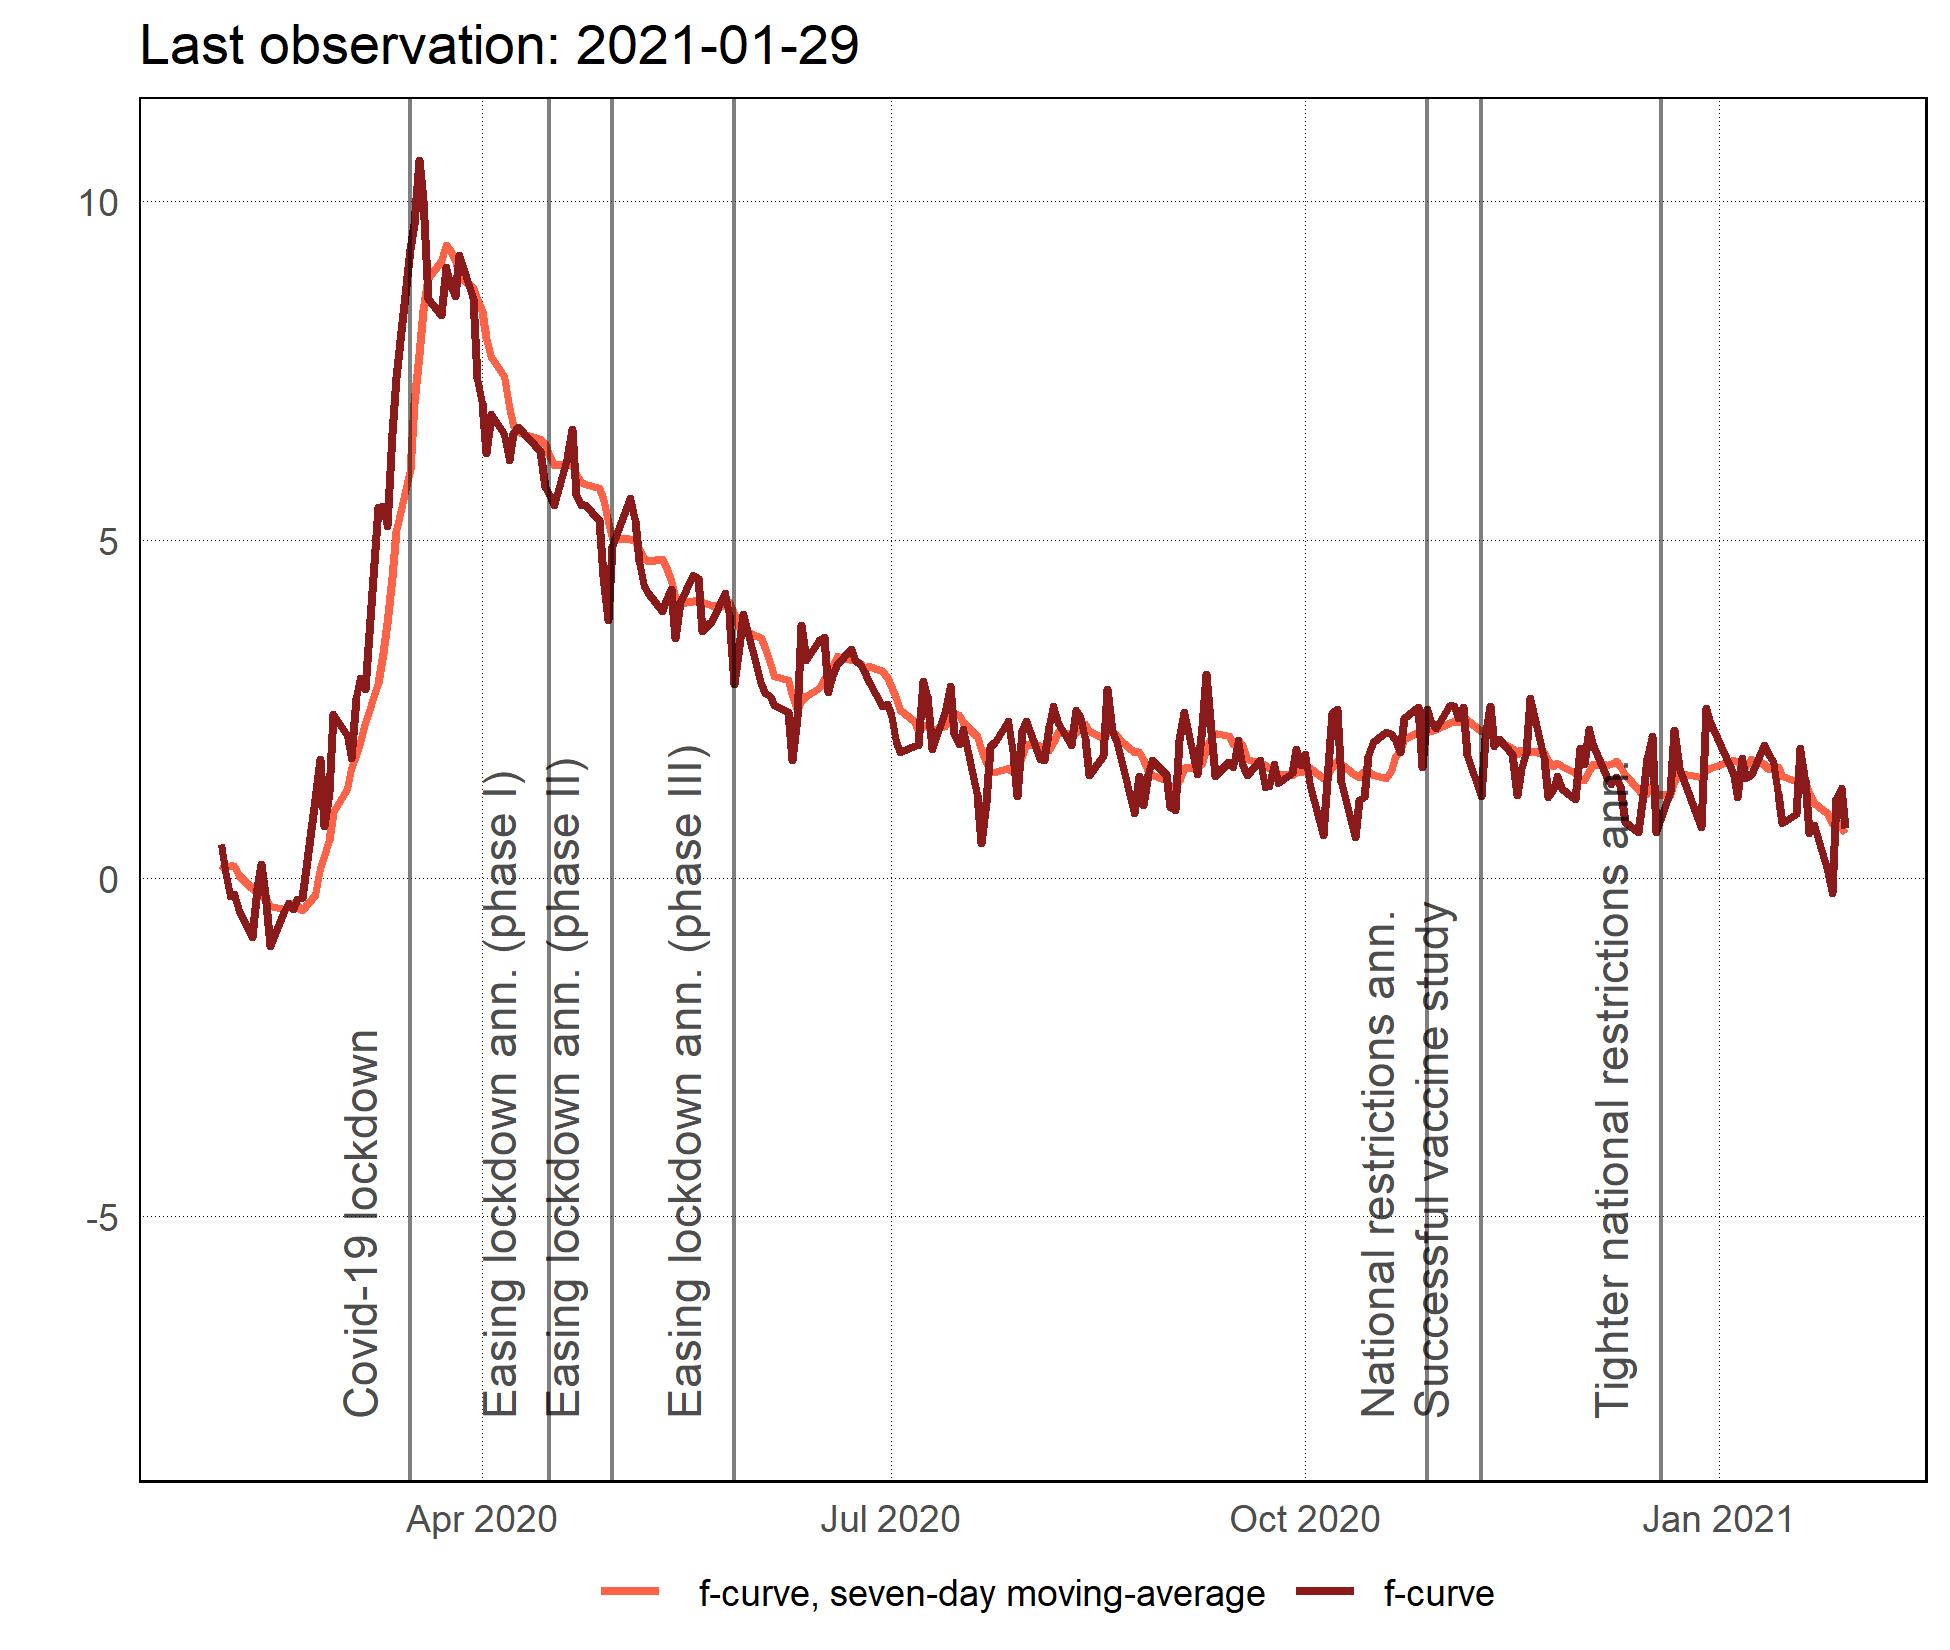 Last observation: 2021-01-29
10
5
0
-5
Covid-19 lockdown
Easing lockdown ann. (phase I)
Easing lockdown ann. (phase II)
Easing lockdown ann. (phase III)
National restrictions ann.
Successful vaccine study
Tighter national restrictions ann.
Apr 2020
Jul 2020
Oct 2020
Jan 2021
f-curve, seven-day moving-average
f-curve